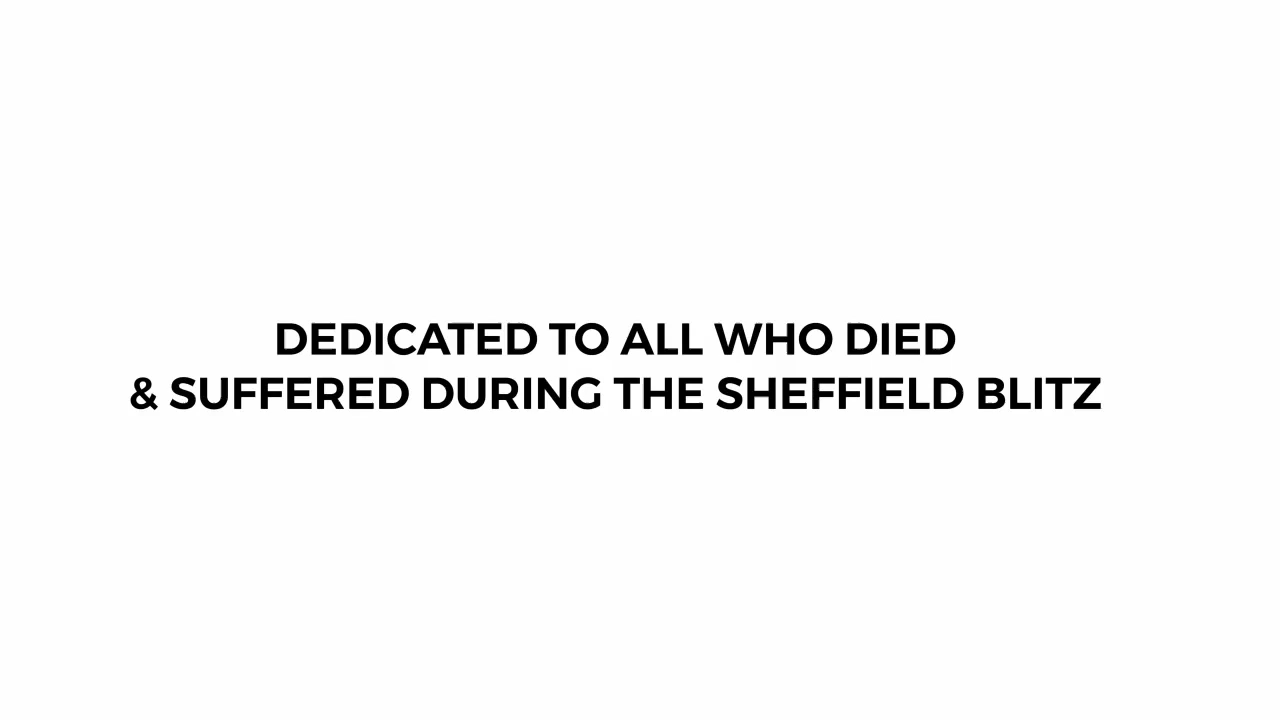 DEDICATED TO ALL WHO DIED
& SUFFERED DURING THE SHEFFIELD BLITZ